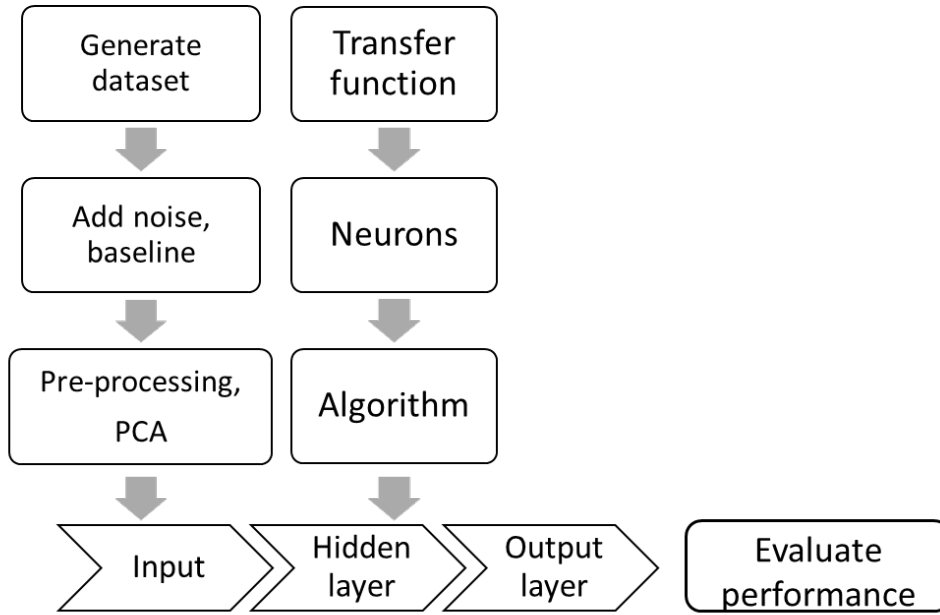 Generate
dataset
Transfer
function
Add noise,
baseline
Neurons
Pre-processing,
PCA
Algorithm
Input
Hidden
layer
Output
layer
Evaluate
performance